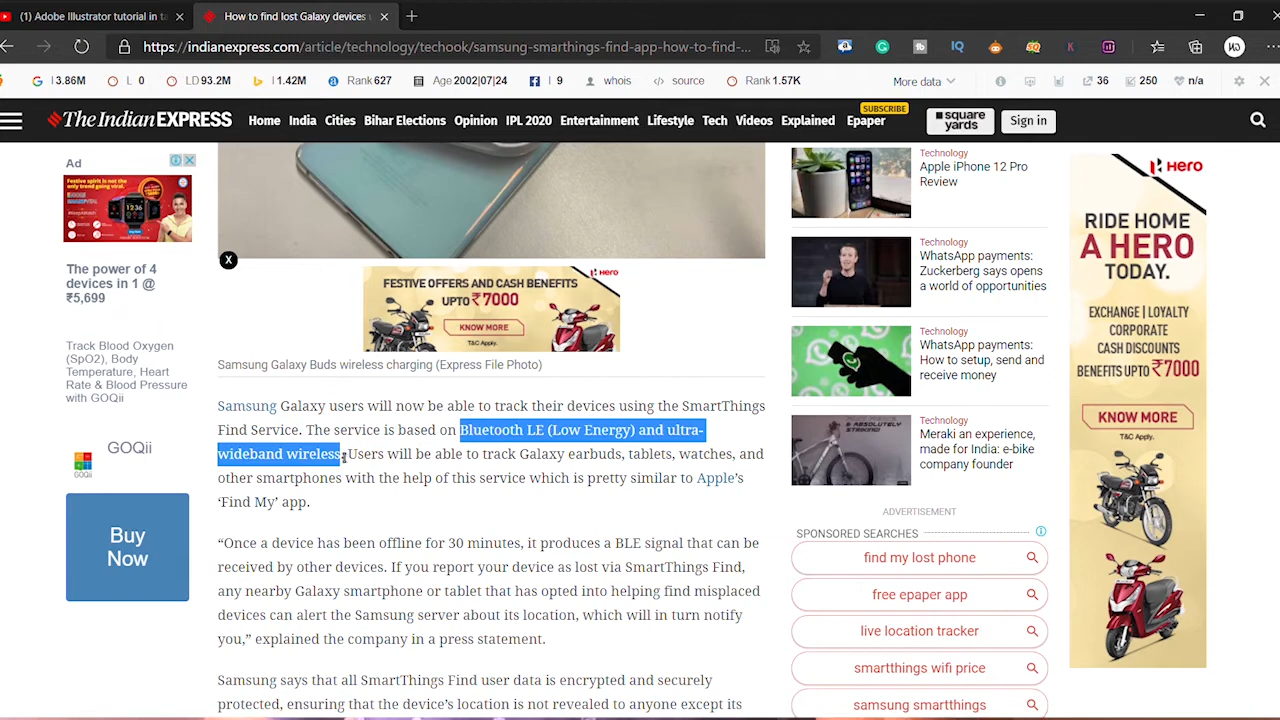 (1) Adobe Illustrator tutorial in ta
How to find lost Galaxy devices u
https://indianexpress.com/article/technology/techook/samsung-smarthings-find-app-how-to-find-...
I 3.86M
L 0
LD 93.2M
I 1.42M
Rank 627
Age 2002|07|24
I 9
whois
source
Rank 1.57K
More data
36
250
n/a
The Indian EXPRESS
Home India Cities Bihar Elections Opinion IPL 2020 Entertainment Lifestyle Tech Videos Explained Epaper
SUBSCRIBE
square
yards
Sign in
Ad
Festive spirit is not the
only trend going viral.
The power of 4
devices in 1 @
₹5,699
Track Blood Oxygen
(SpO2), Body
Temperature, Heart
Rate & Blood Pressure
with GOQii
GOQii
GOQii
Buy
Now
X
Hero
FESTIVE OFFERS AND CASH BENEFITS
UPTO ₹7000
KNOW MORE
T&C Apply.
Samsung Galaxy Buds wireless charging (Express File Photo)
Samsung Galaxy users will now be able to track their devices using the SmartThings
Find Service. The service is based on Bluetooth LE (Low Energy) and ultra-
wideband wireless. Users will be able to track Galaxy earbuds, tablets, watches, and
other smartphones with the help of this service which is pretty similar to Apple’s
‘Find My’ app.
“Once a device has been offline for 30 minutes, it produces a BLE signal that can be
received by other devices. If you report your device as lost via SmartThings Find,
any nearby Galaxy smartphone or tablet that has opted into helping find misplaced
devices can alert the Samsung server about its location, which will in turn notify
you,” explained the company in a press statement.
Samsung says that all SmartThings Find user data is encrypted and securely
protected, ensuring that the device’s location is not revealed to anyone except its
Technology
Apple iPhone 12 Pro
Review
Technology
WhatsApp payments:
Zuckerberg says opens
a world of opportunities
Technology
WhatsApp payments:
How to setup, send and
receive money
Technology
Meraki an experience,
made for India: e-bike
company founder
ADVERTISEMENT
SPONSORED SEARCHES
find my lost phone
free epaper app
live location tracker
smartthings wifi price
samsung smartthings
Hero
RIDE HOME
A HERO
TODAY.
EXCHANGE | LOYALTY
CORPORATE
CASH DISCOUNTS
BENEFITS UPTO ₹7000
KNOW MORE
T&C Apply.